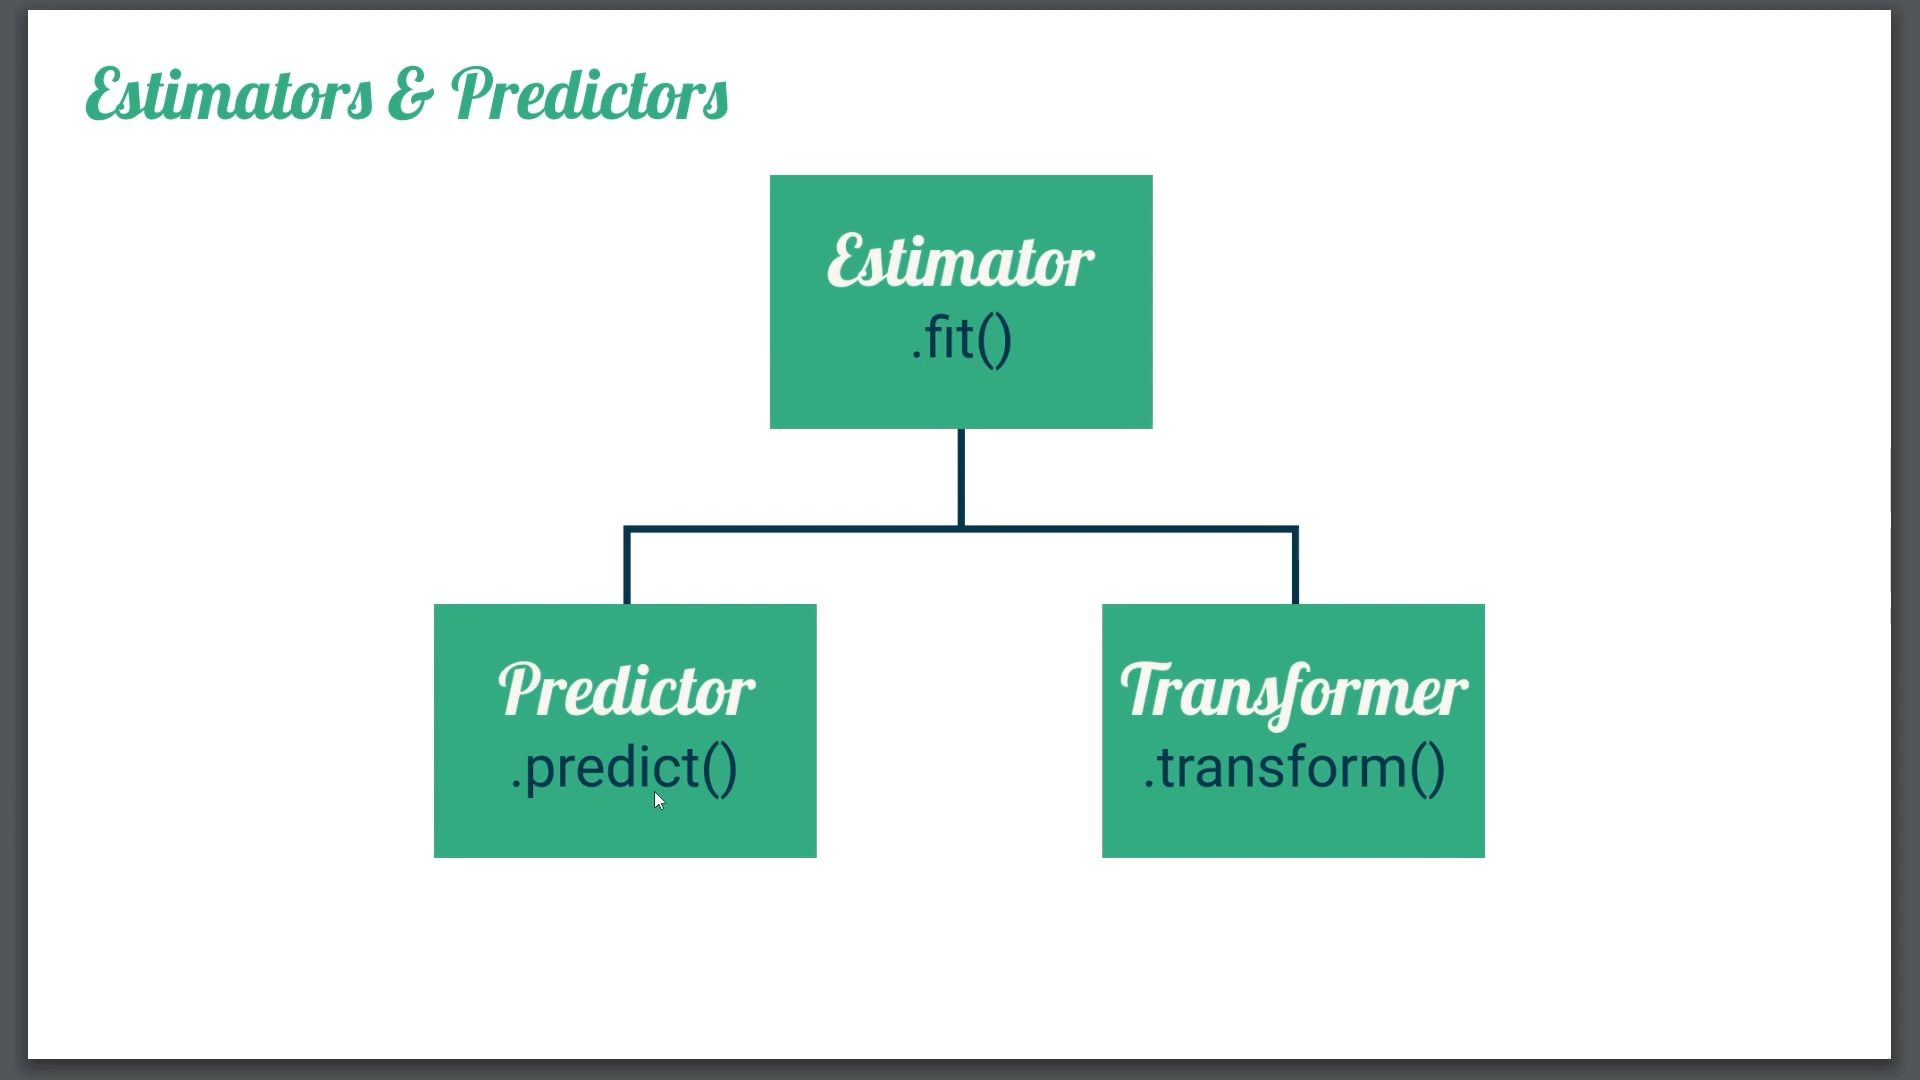 Estimators & Predictors
Estimator
.fit()
Predictor
.predict()
Transformer
.transform()